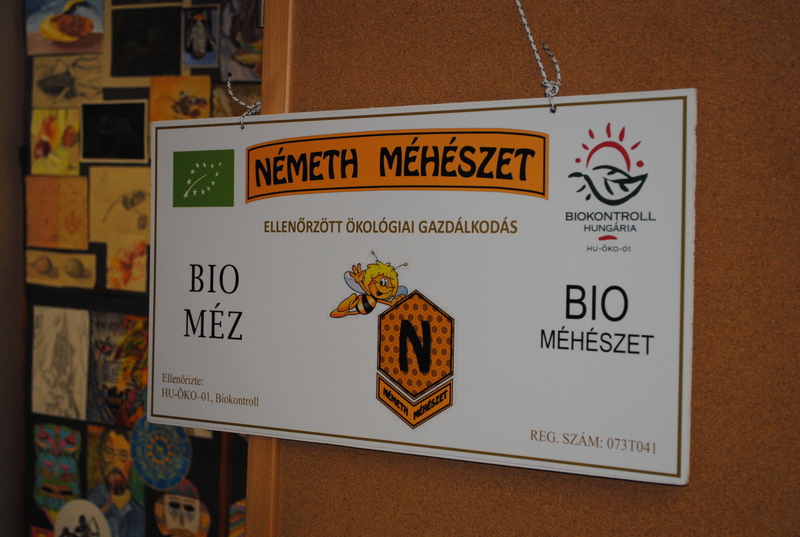 NÉMETH MÉHÉSZET
ELLENŐRZÖTT ÖKOLÓGIAI GAZDÁLKODÁS
BIOKONTROLL
HUNGÁRIA
HU-ÖKO-01
BIO
MÉZ
N
NÉMETH MÉHÉSZET
BIO
MÉHÉSZET
Ellenőrizte:
HU-ÖKO-01, Biokontroll
REG. SZÁM: 073T041